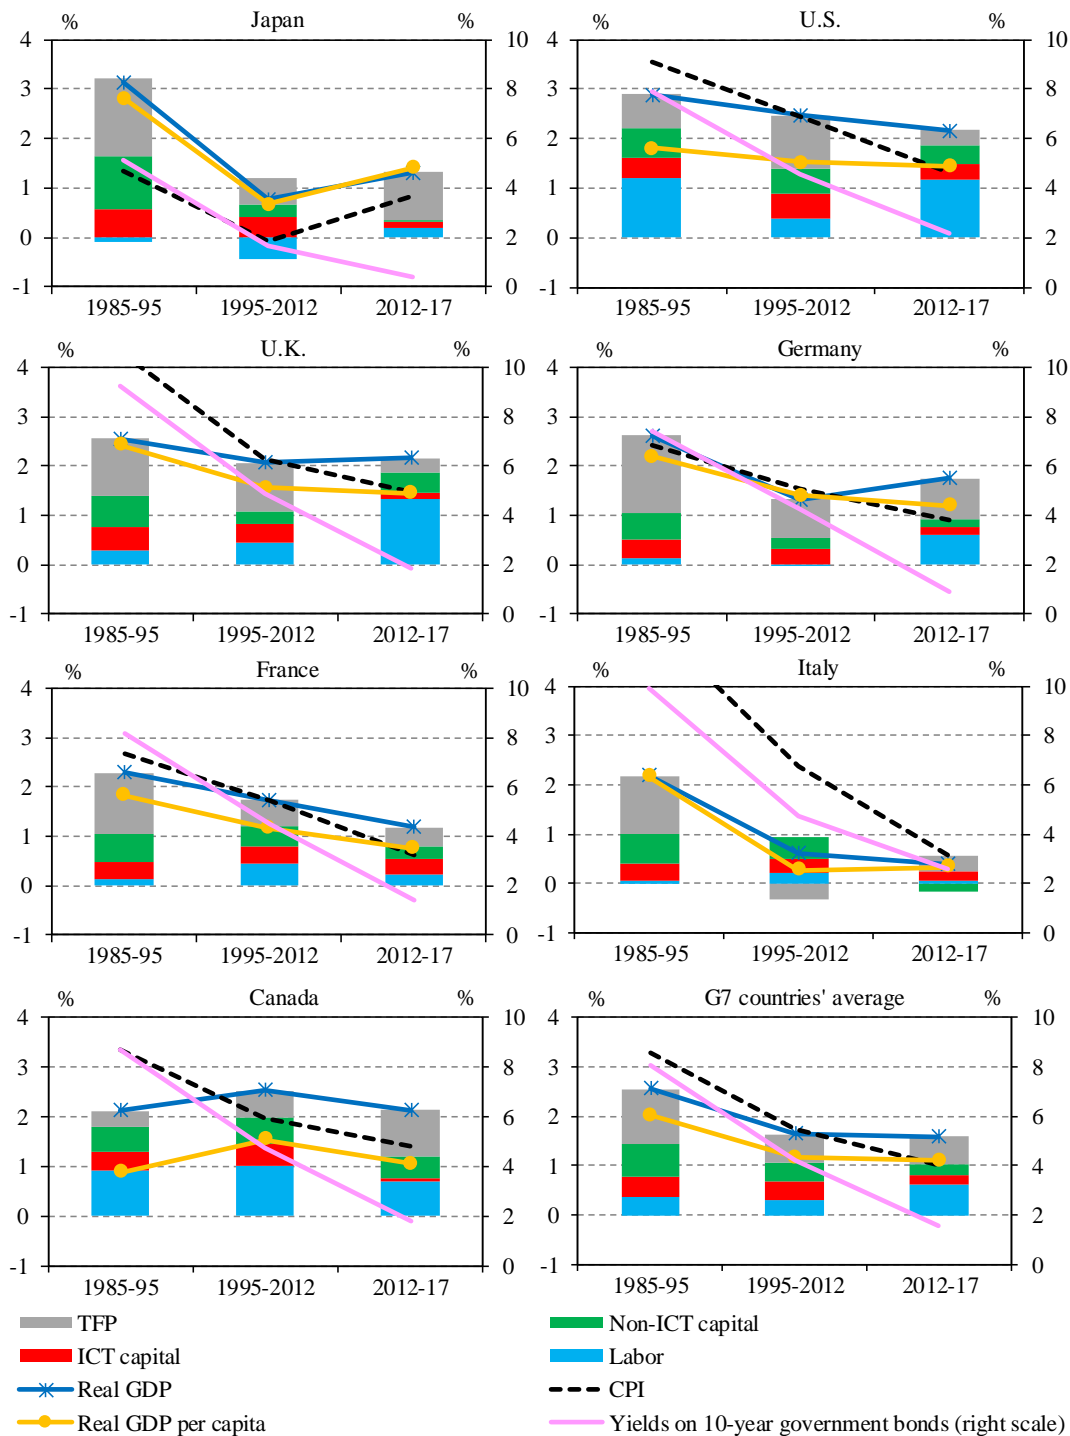 Japan
% %
4 10
3 8
2 6
1 4
0 2
-1 0
1985-95 1995-2012 2012-17
U.S.
% %
4 10
3 8
2 6
1 4
0 2
-1 0
1985-95 1995-2012 2012-17
U.K.
% %
4 10
3 8
2 6
1 4
0 2
-1 0
1985-95 1995-2012 2012-17
Germany
% %
4 10
3 8
2 6
1 4
0 2
-1 0
1985-95 1995-2012 2012-17
France
% %
4 10
3 8
2 6
1 4
0 2
-1 0
1985-95 1995-2012 2012-17
Italy
% %
4 10
3 8
2 6
1 4
0 2
-1 0
1985-95 1995-2012 2012-17
Canada
% %
4 10
3 8
2 6
1 4
0 2
-1 0
1985-95 1995-2012 2012-17
G7 countries' average
% %
4 10
3 8
2 6
1 4
0 2
-1 0
1985-95 1995-2012 2012-17
TFP
Non-ICT capital
ICT capital
Labor
Real GDP
CPI
Real GDP per capita
Yields on 10-year government bonds (right scale)